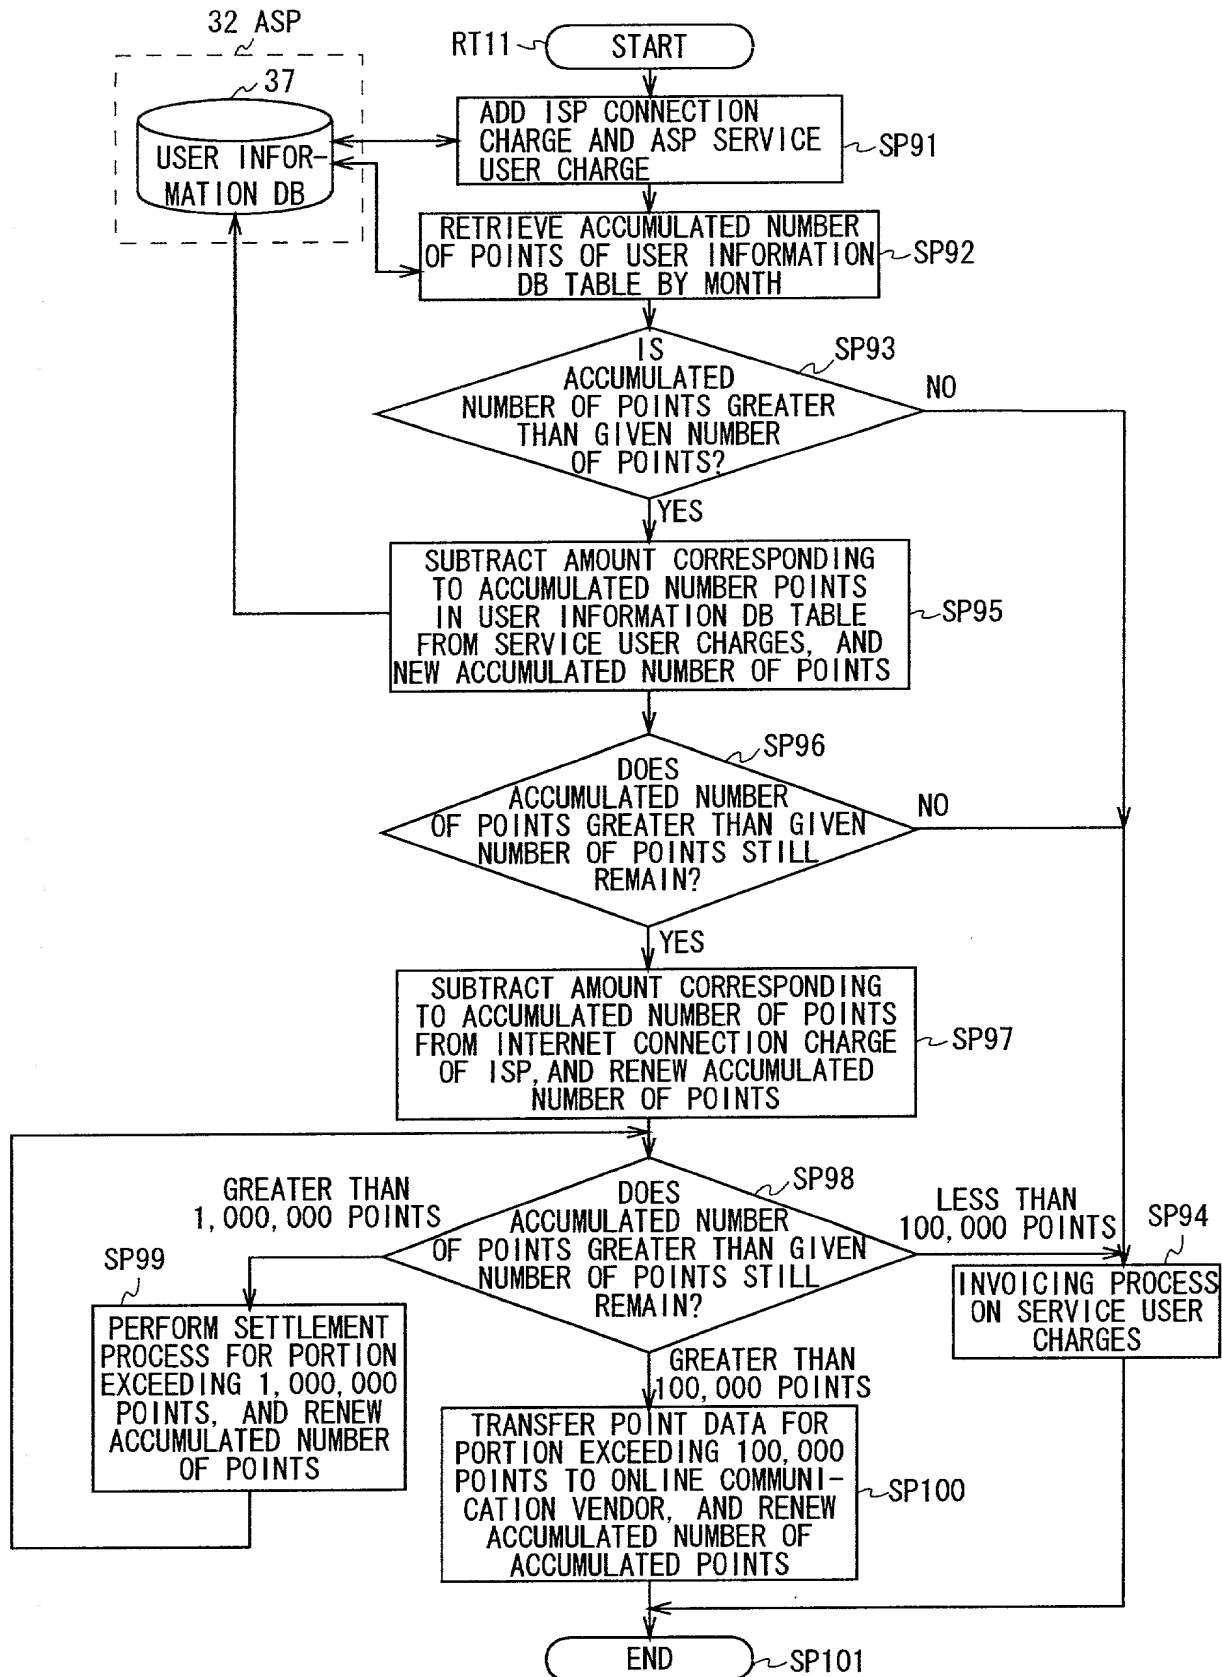 32 ASP
37
USER INFOR-
MATION DB
RT11
START
ADD ISP CONNECTION
CHARGE AND ASP SERVICE
USER CHARGE
SP91
RETRIEVE ACCUMULATED NUMBER
OF POINTS OF USER INFORMATION
DB TABLE BY MONTH
SP92
IS
ACCUMULATED
NUMBER OF POINTS GREATER
THAN GIVEN NUMBER
OF POINTS?
SP93
NO
YES
SUBTRACT AMOUNT CORRESPONDING
TO ACCUMULATED NUMBER POINTS
IN USER INFORMATION DB TABLE
FROM SERVICE USER CHARGES, AND
NEW ACCUMULATED NUMBER OF POINTS
SP95
DOES
ACCUMULATED NUMBER
OF POINTS GREATER THAN GIVEN
NUMBER OF POINTS STILL
REMAIN?
SP96
NO
YES
SUBTRACT AMOUNT CORRESPONDING
TO ACCUMULATED NUMBER OF POINTS
FROM INTERNET CONNECTION CHARGE
OF ISP, AND RENEW ACCUMULATED
NUMBER OF POINTS
SP97
GREATER THAN
1,000,000 POINTS
DOES
ACCUMULATED NUMBER
OF POINTS GREATER THAN GIVEN
NUMBER OF POINTS STILL
REMAIN?
SP98
LESS THAN
100,000 POINTS
SP94
INVOICING PROCESS
ON SERVICE USER
CHARGES
SP99
PERFORM SETTLEMENT
PROCESS FOR PORTION
EXCEEDING 1,000,000
POINTS, AND RENEW
ACCUMULATED NUMBER
OF POINTS
GREATER THAN
100,000 POINTS
TRANSFER POINT DATA FOR
PORTION EXCEEDING 100,000
POINTS TO ONLINE COMMUNI-
CATION VENDOR, AND RENEW
ACCUMULATED NUMBER OF
ACCUMULATED POINTS
SP100
END
SP101